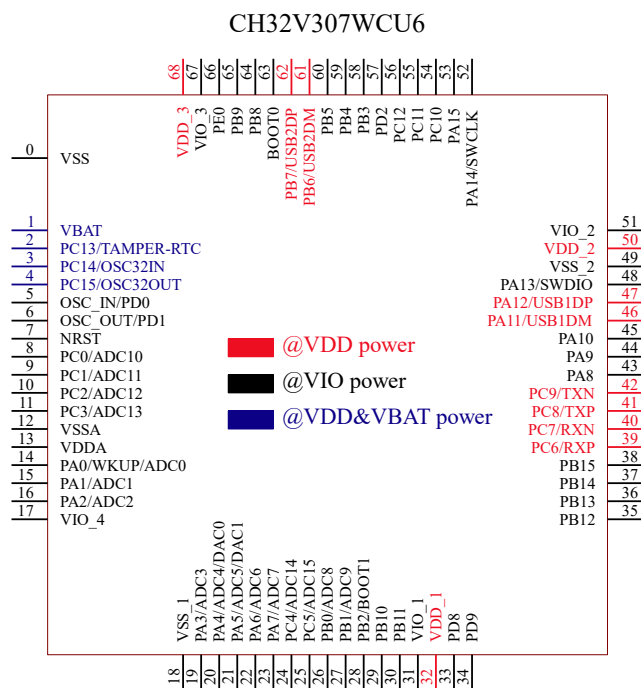 CH32V307WCU6
68 67 66 65 64 63 62 61 60 59 58 57 56 55 54 53 52
VDD_3
VIO_3
PE0
PB9
PB8
BOOT0
PB7/USB2DP
PB6/USB2DM
PB5
PB4
PB3
PD2
PC12
PC11
PC10
PA15
PA14/SWCLK
0 VSS
1 VBAT
2 PC13/TAMPER-RTC
3 PC14/OSC32IN
4 PC15/OSC32OUT
5 OSC_IN/PD0
6 OSC_OUT/PD1
7 NRST
8 PC0/ADC10
9 PC1/ADC11
10 PC2/ADC12
11 PC3/ADC13
12 VSSA
13 VDDA
14 PA0/WKUP/ADC0
15 PA1/ADC1
16 PA2/ADC2
17 VIO_4
@VDD power
@VIO power
@VDD&VBAT power
VIO_2 51
VDD_2 50
VSS_2 49
PA13/SWDIO 48
PA12/USB1DP 47
PA11/USB1DM 46
PA10 45
PA9 44
PA8 43
PC9/TXN 42
PC8/TXP 41
PC7/RXN 40
PC6/RXP 39
PB15 38
PB14 37
PB13 36
PB12 35
VSS_1
PA3/ADC3
PA4/ADC4/DAC0
PA5/ADC5/DAC1
PA6/ADC6
PA7/ADC7
PC4/ADC14
PC5/ADC15
PB0/ADC8
PB1/ADC9
PB2/BOOT1
PB10
PB11
VIO_1
VDD_1
PD8
PD9
18 19 20 21 22 23 24 25 26 27 28 29 30 31 32 33 34